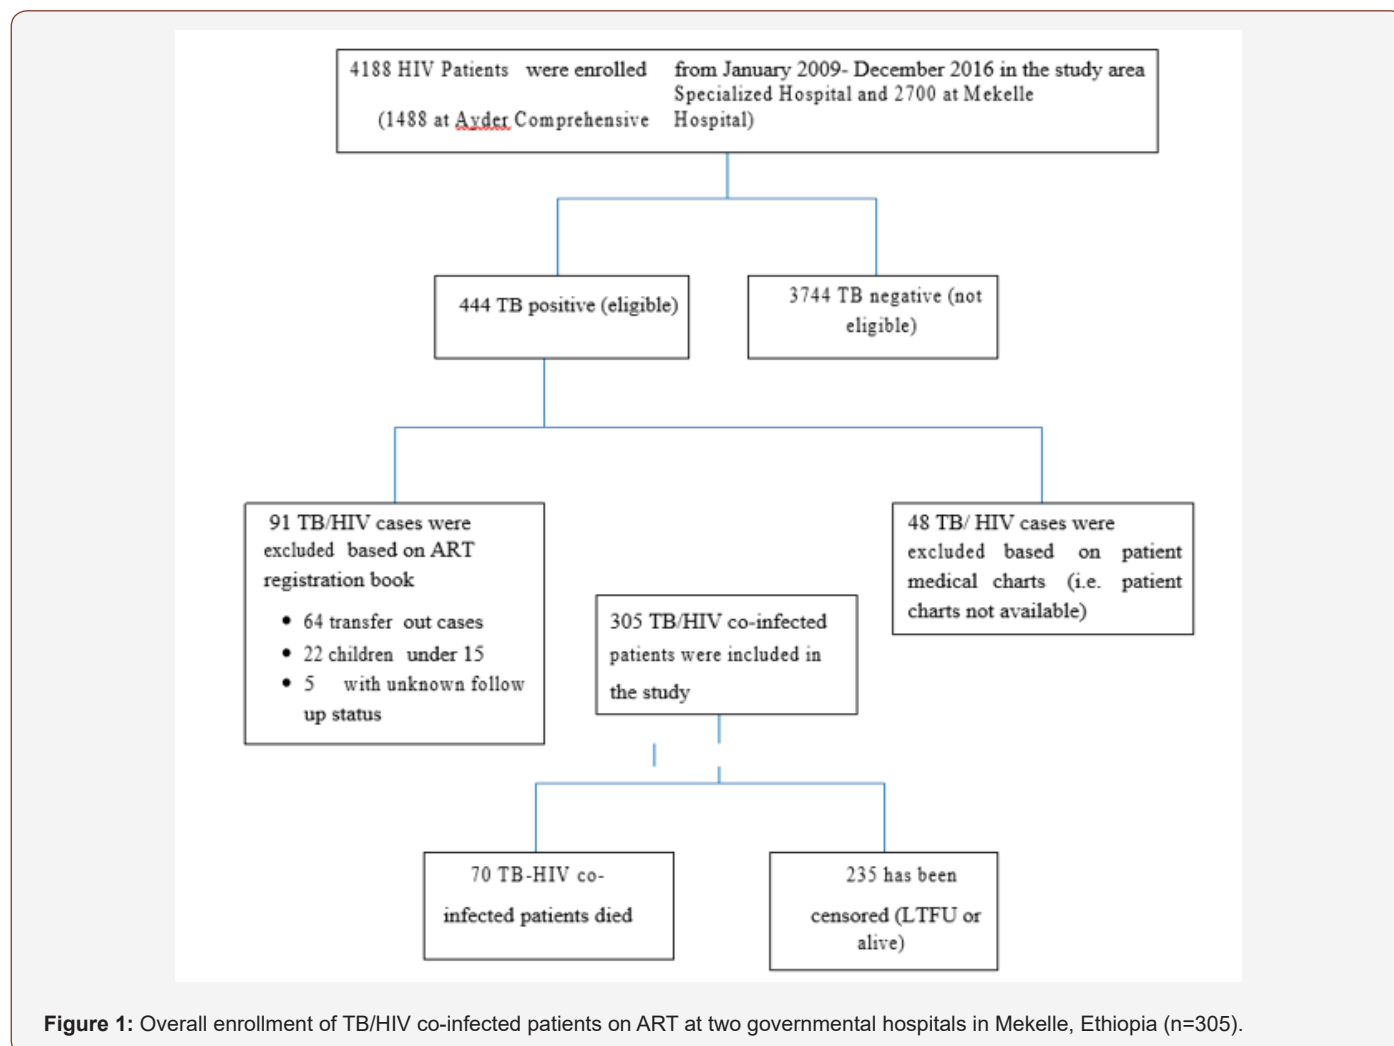 4188 HIV Patients were enrolled from January 2009- December 2016 in the study area
Specialized Hospital and 2700 at Mekelle
(1488 at Ayder Comprehensive Hospital)
444 TB positive (eligible)
3744 TB negative (not
eligible)
91 TB/HIV cases were
excluded based on ART
registration book
• 64 transfer out cases
• 22 children under 15
• 5 with unknown follow
up status
48 TB/ HIV cases were
excluded based on patient
medical charts (i.e. patient
charts not available)
305 TB/HIV co-infected
patients were included in
the study
70 TB-HIV co-
infected patients died
235 has been
censored (LTFU or
alive)
Figure 1: Overall enrollment of TB/HIV co-infected patients on ART at two governmental hospitals in Mekelle, Ethiopia (n=305).